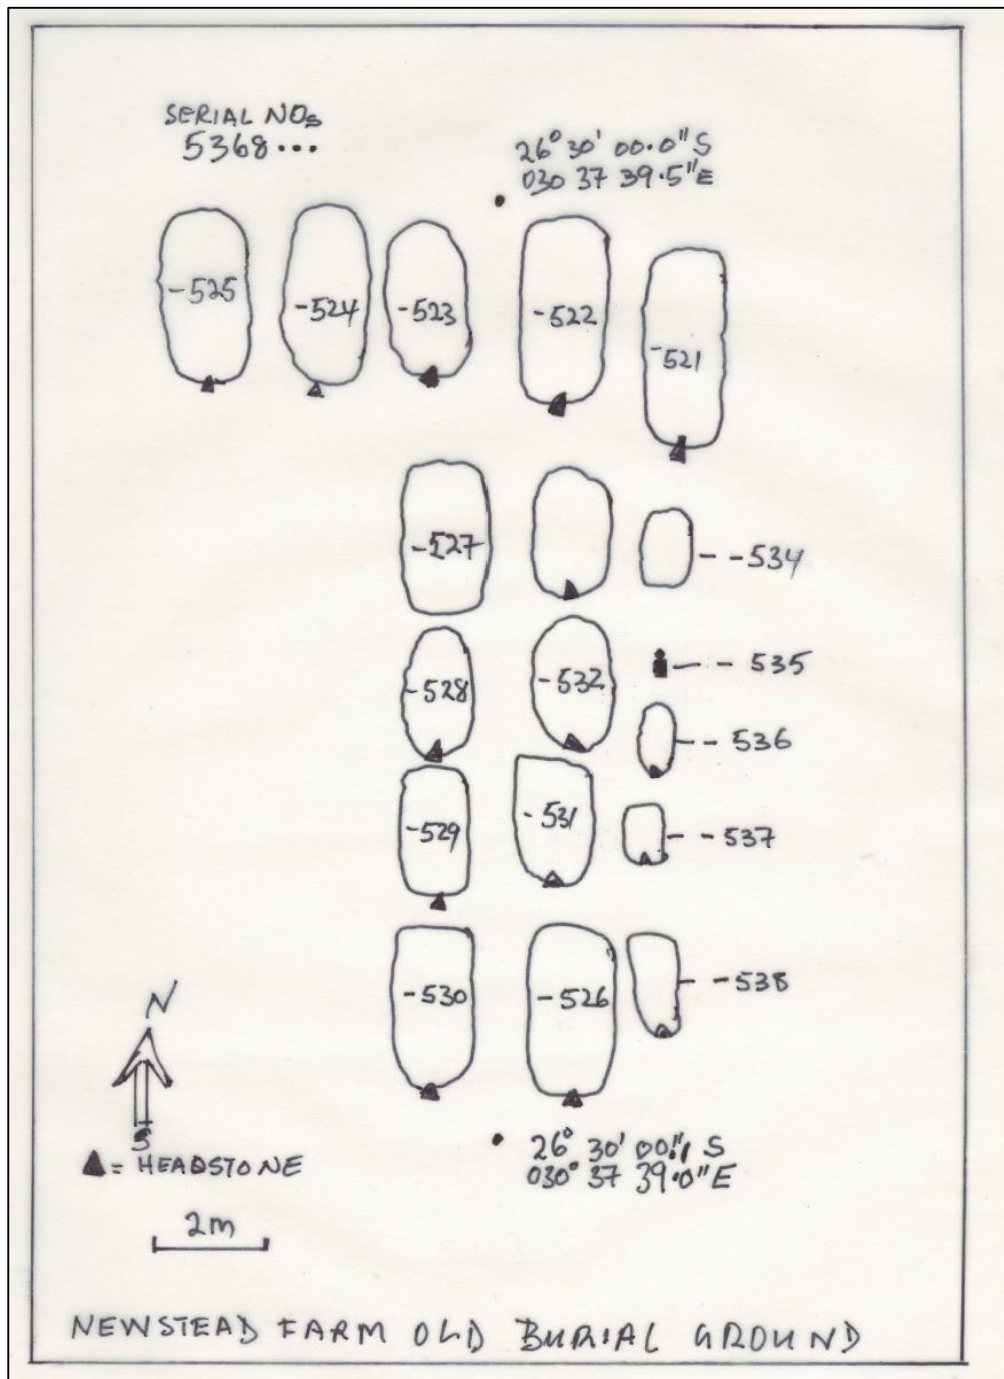 SERIAL NOs
5368...
26° 30' 00.0" S
030 37 39.5" E
-525
-524
-523
-522
-521
-527
--534
-528
-532
--535
--536
-529
-531
--537
-530
-526
--538
N
S
▲ = HEADSTONE
26° 30' 00.1" S
030° 37 39.0" E
2m
NEWSTEAD FARM OLD BURIAL GROUND